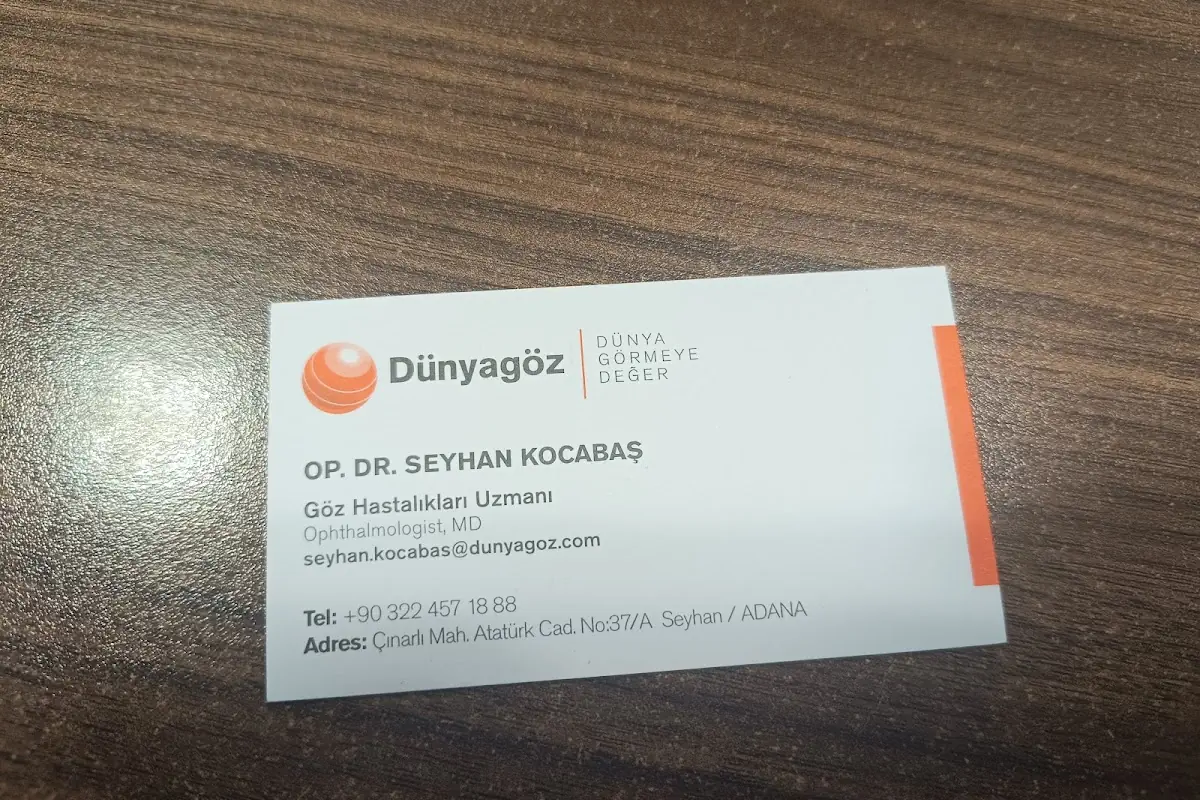 Dünyagöz
DÜNYA
GÖRMEYE
DEĞER
OP. DR. SEYHAN KOCABAŞ
Göz Hastalıkları Uzmanı
Ophthalmologist, MD
seyhan.kocabas@dunyagoz.com
Tel: +90 322 457 18 88
Adres: Çınarlı Mah. Atatürk Cad. No:37/A Seyhan / ADANA